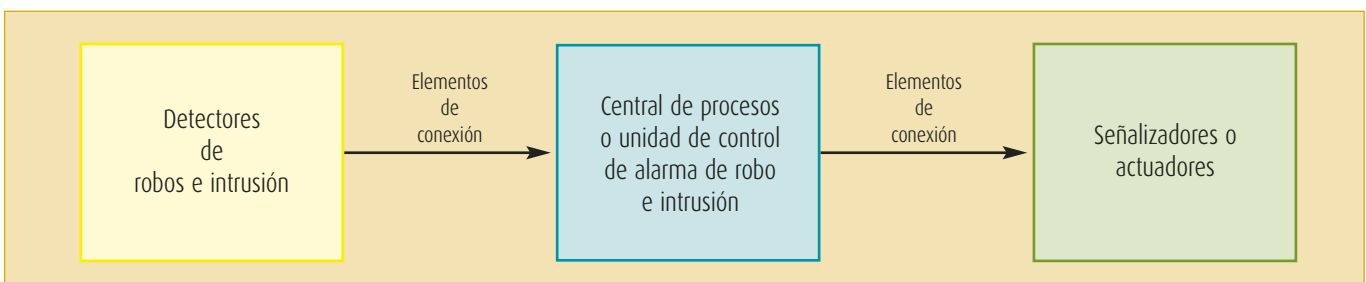 Detectores
de
robos e intrusión
Elementos
de
conexión
Central de procesos
o unidad de control
de alarma de robo
e intrusión
Elementos
de
conexión
Señalizadores o
actuadores